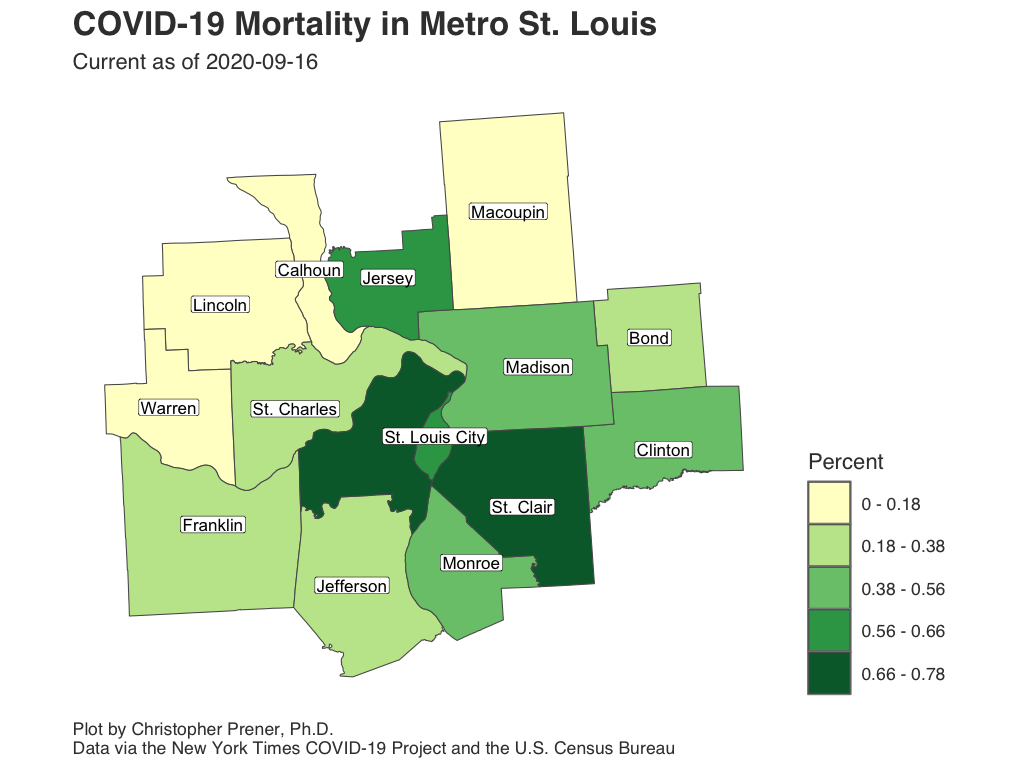 COVID-19 Mortality in Metro St. Louis
Current as of 2020-09-16
Macoupin
Calhoun
Jersey
Lincoln
Bond
Madison
Warren
St. Charles
St. Louis City
Clinton
St. Clair
Franklin
Monroe
Jefferson
Percent
0 - 0.18
0.18 - 0.38
0.38 - 0.56
0.56 - 0.66
0.66 - 0.78
Plot by Christopher Prener, Ph.D.
Data via the New York Times COVID-19 Project and the U.S. Census Bureau